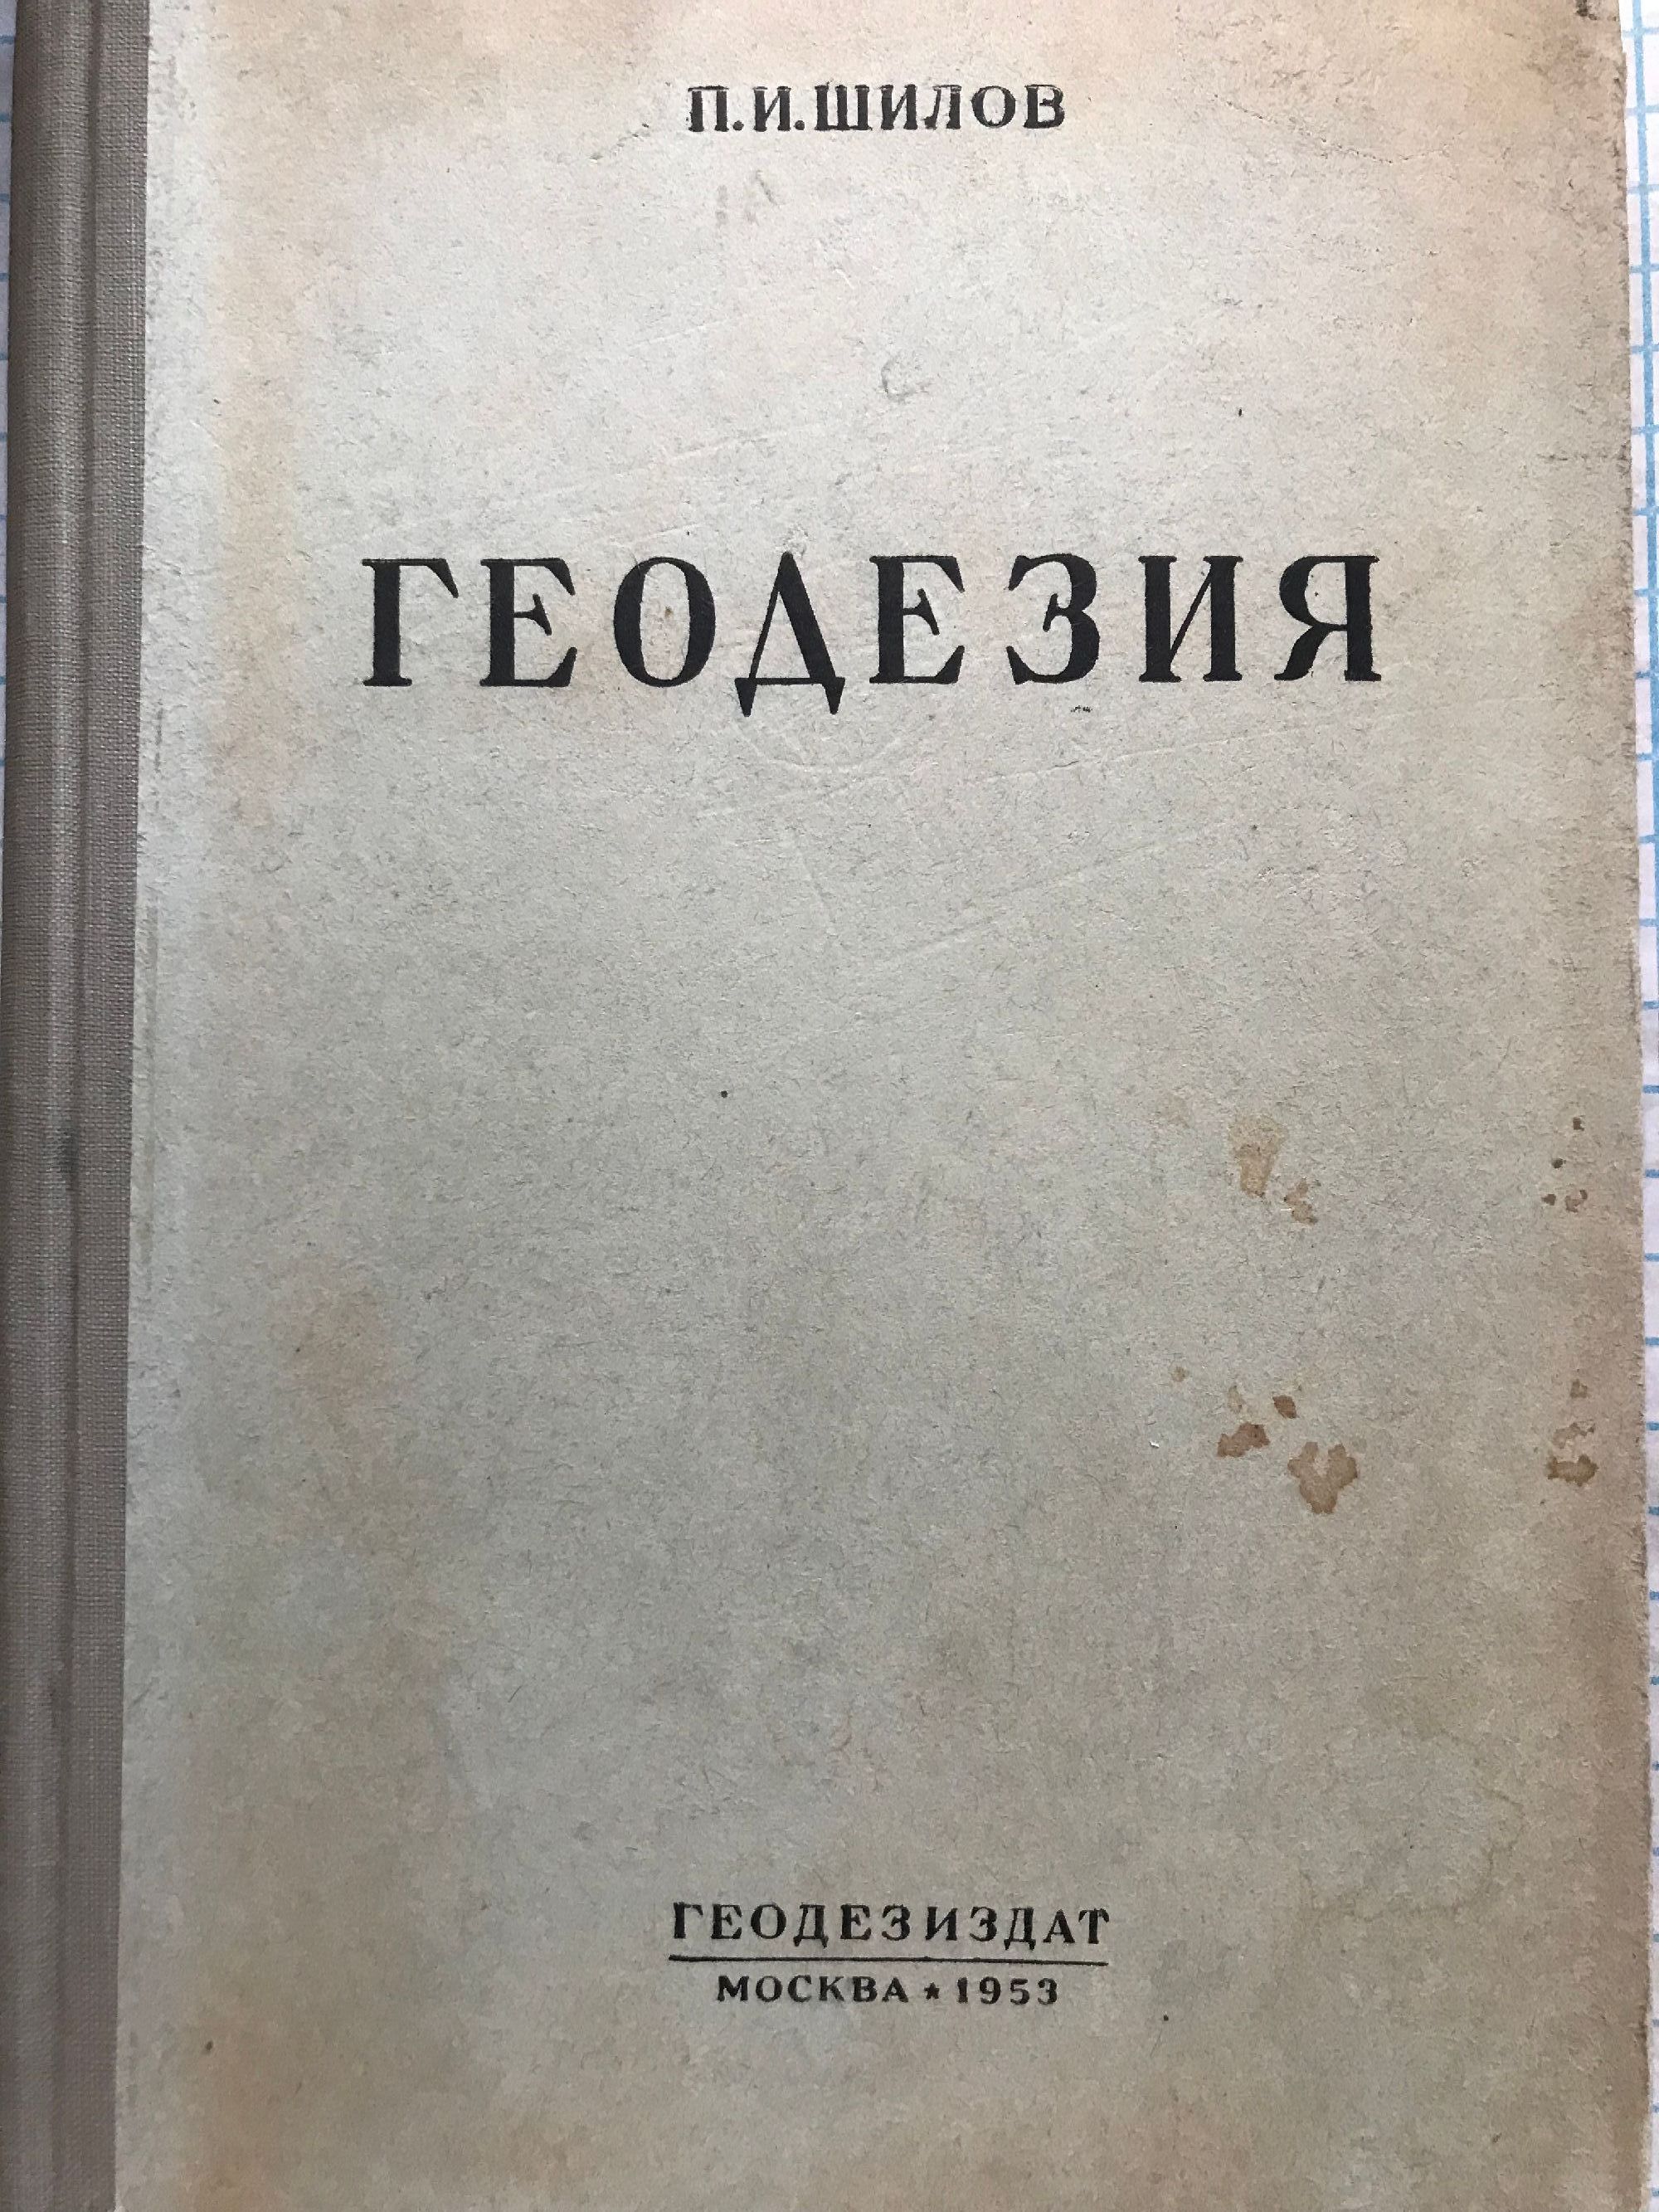 П.И.ШИЛОВ
ГЕОДЕЗИЯ
ГЕОДЕЗИЗДАТ
МОСКВА ★ 1953